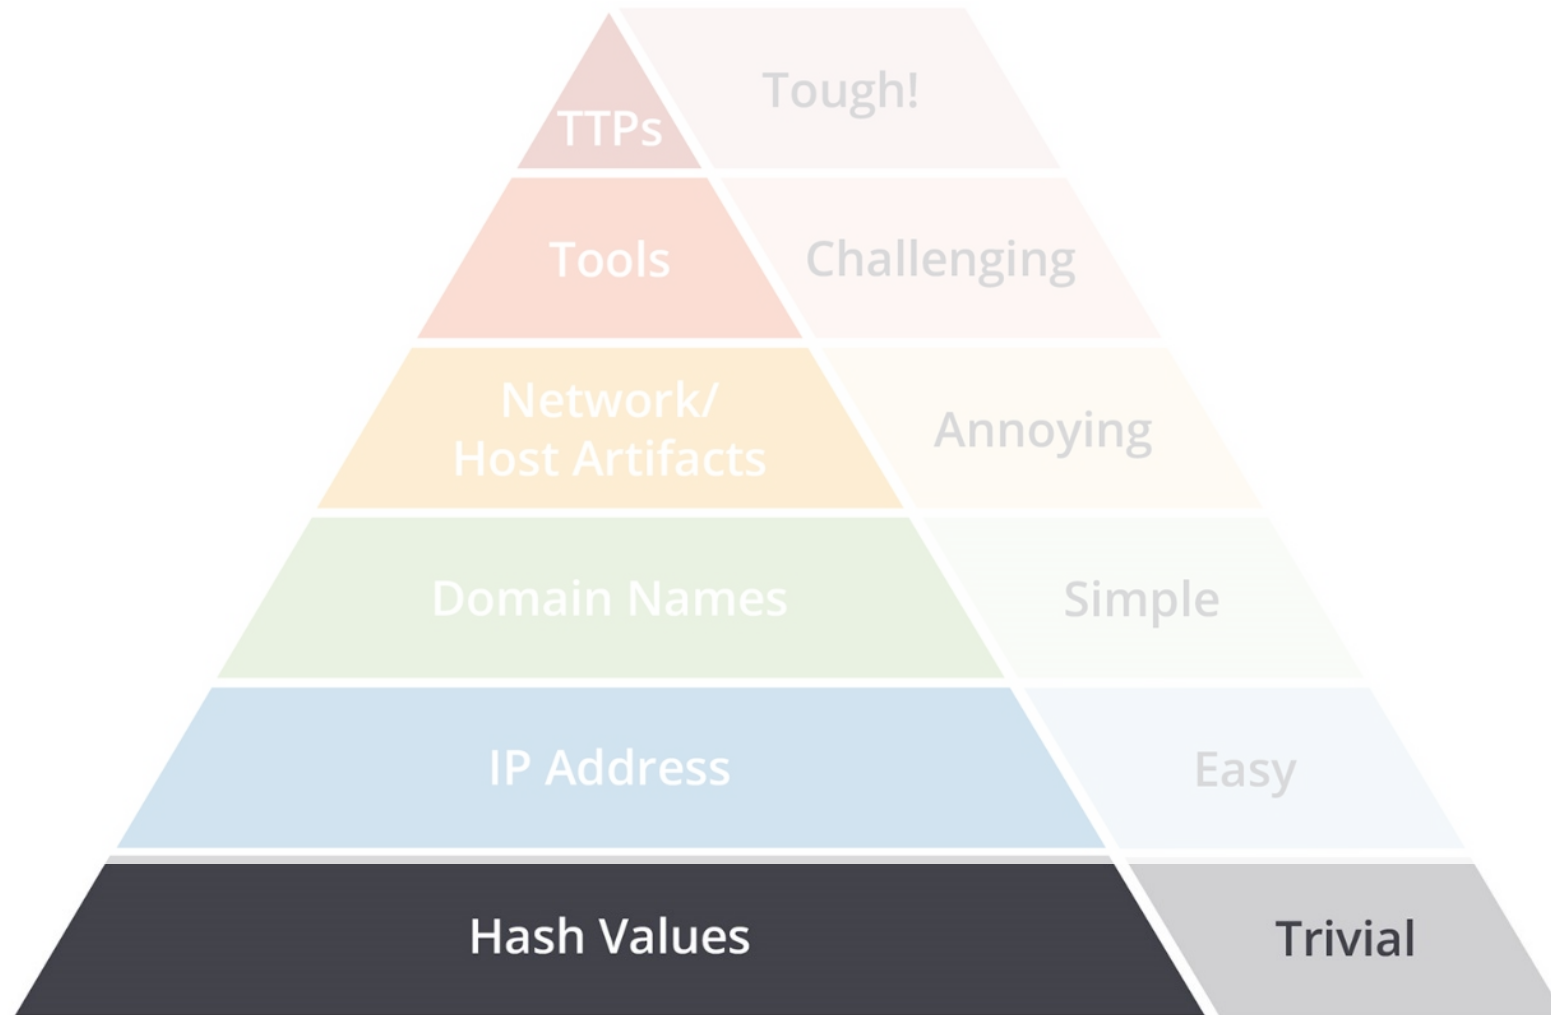 TTPs
Tough!
Tools
Challenging
Network/
Host Artifacts
Annoying
Domain Names
Simple
IP Address
Easy
Hash Values
Trivial